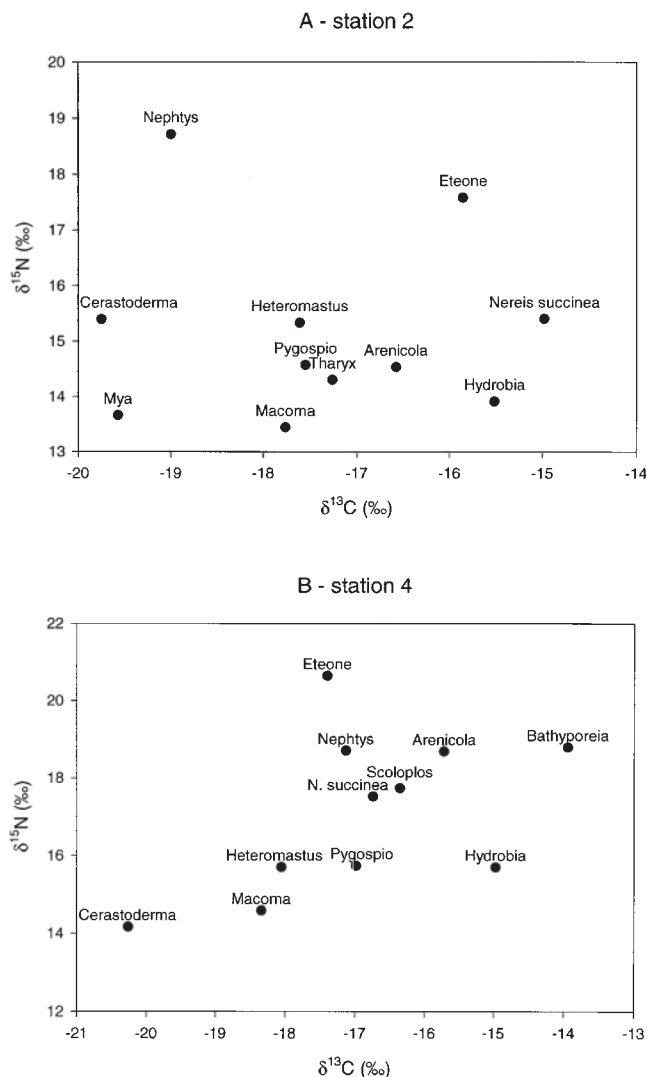 A - station 2
20
19
18
17
16
15
14
13
δ15N (‰)
Nephtys
Eteone
Cerastoderma
Heteromastus
Nereis succinea
Pygospio
Arenicola
Tharyx
Mya
Hydrobia
Macoma
-20 -19 -18 -17 -16 -15 -14
δ13C (‰)
B - station 4
22
20
18
16
14
12
δ15N (‰)
Eteone
Nephtys
Arenicola
Bathyporeia
Scoloplos
N. succinea
Heteromastus
Pygospio
Hydrobia
Macoma
Cerastoderma
-21 -20 -19 -18 -17 -16 -15 -14 -13
δ13C (‰)